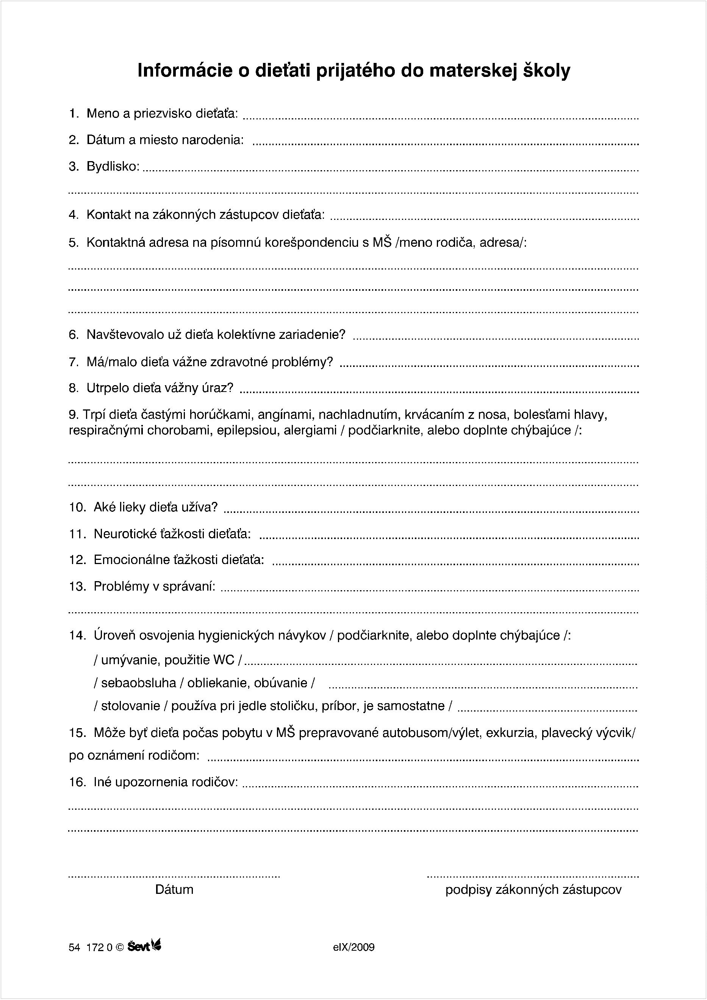 Informácie o dieťati prijatého do materskej školy
1. Meno a priezvisko dieťaťa: ........................................
2. Dátum a miesto narodenia: ........................................
3. Bydlisko: ........................................
........................................
4. Kontakt na zákonných zástupcov dieťaťa: ........................................
5. Kontaktná adresa na písomnú korešpondenciu s MŠ /meno rodiča, adresa/:
........................................
........................................
........................................
6. Navštevovalo už dieťa kolektívne zariadenie? ........................................
7. Má/malo dieťa vážne zdravotné problémy? ........................................
8. Utrpelo dieťa vážny úraz? ........................................
9. Trpí dieťa častými horúčkami, angínami, nachladnutím, krvácaním z nosa, bolesťami hlavy,
respiračnými chorobami, epilepsiou, alergiami / podčiarknite, alebo doplnte chýbajúce /:
........................................
........................................
10. Aké lieky dieťa užíva? ........................................
11. Neurotické ťažkosti dieťaťa: ........................................
12. Emocionálne ťažkosti dieťaťa: ........................................
13. Problémy v správaní: ........................................
........................................
14. Úroveň osvojenia hygienických návykov / podčiarknite, alebo doplnte chýbajúce /:
/ umývanie, použitie WC / ........................................
/ sebaobsluha / obliekanie, obúvanie / ........................................
/ stolovanie / používa pri jedle stoličku, príbor, je samostatne / ........................................
15. Môže byť dieťa počas pobytu v MŠ prepravované autobusom/výlet, exkurzia, plavecký výcvik/
po oznámení rodičom: ........................................
16. Iné upozornenia rodičov: ........................................
........................................
........................................
........................................ ........................................
Dátum podpisy zákonných zástupcov
54 172 0 © Ševt eIX/2009